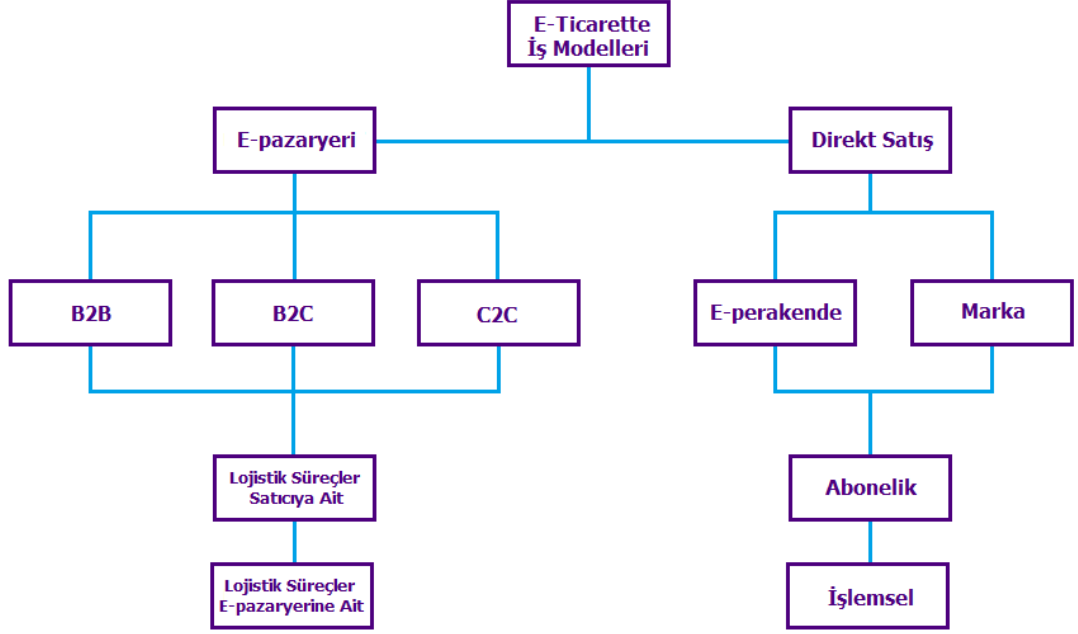 E-Ticarette
İş Modelleri
E-pazaryeri
Direkt Satış
B2B
B2C
C2C
E-perakende
Marka
Lojistik Süreçler
Satıcıya Ait
Abonelik
Lojistik Süreçler
E-pazaryerine Ait
İşlemsel